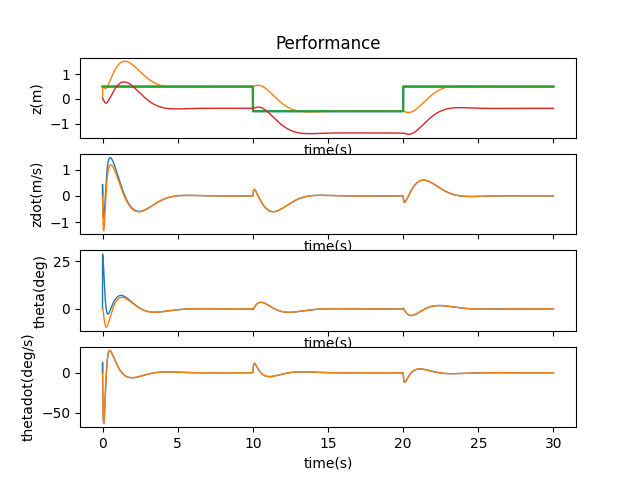 Performance
z(m)
1
0
−1
time(s)
zdot(m/s)
1
0
−1
time(s)
theta(deg)
25
0
time(s)
thetadot(deg/s)
0
−50
0 5 10 15 20 25 30
time(s)